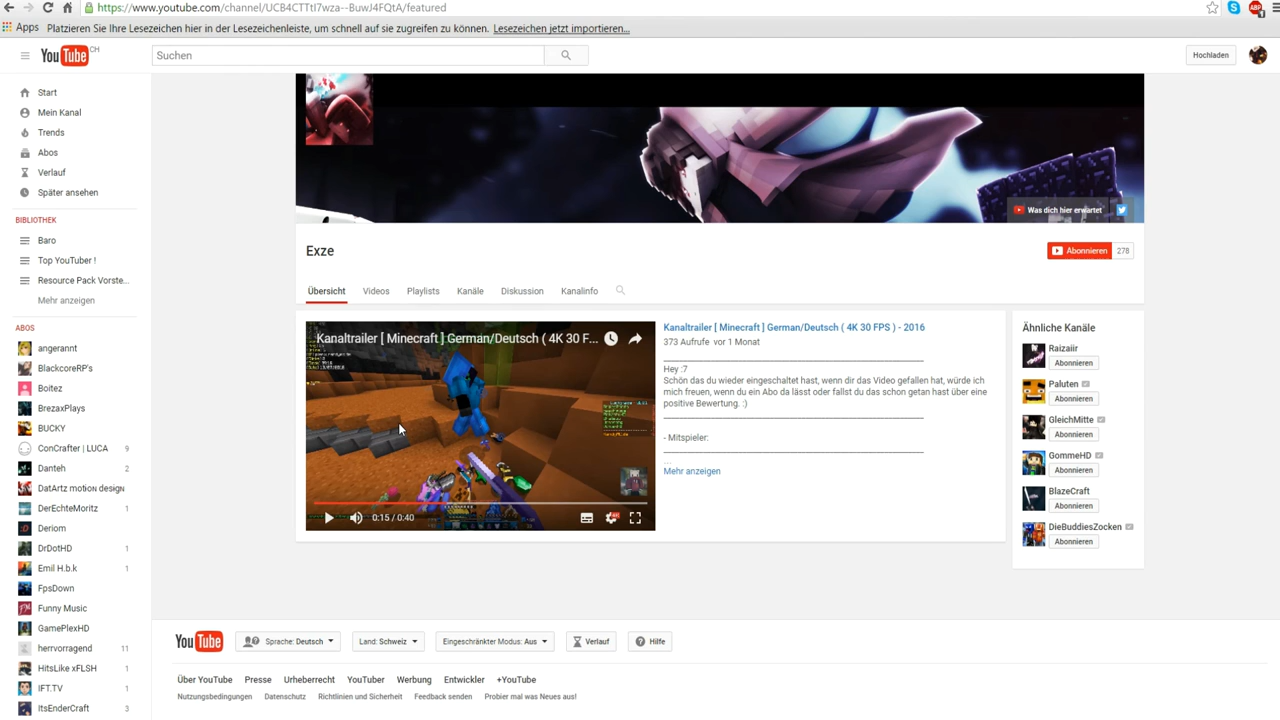 https://www.youtube.com/channel/UCB4CTTtI7wza--BuwJ4FQtA/featured
ABP
Apps
Platzieren Sie Ihre Lesezeichen hier in der Lesezeichenleiste, um schnell auf sie zugreifen zu können. Lesezeichen jetzt importieren...
YouTube CH
Suchen
Hochladen
Start
Mein Kanal
Trends
Abos
Verlauf
Später ansehen
BIBLIOTHEK
Baro
Top YouTuber !
Resource Pack Vorste...
Mehr anzeigen
ABOS
angerannt
BlackcoreRP's
Boitez
BrezaxPlays
BUCKY
ConCrafter | LUCA 9
Danteh 2
DatArtz motioN desigN
DerEchteMoritz 2
Deriom
DrDotHD 1
Emil H.b.k 1
FpsDown
Funny Music
GamePlexHD
herrvorragend 11
HitsLike xFLSH 1
IFT.TV 1
ItsEnderCraft 3
Was dich hier erwartet
Exze
Abonnieren 278
Übersicht Videos Playlists Kanäle Diskussion Kanalinfo
Kanaltrailer [ Minecraft ] German/Deutsch ( 4K 30 F...
0:15 / 0:40
Kanaltrailer [ Minecraft ] German/Deutsch ( 4K 30 FPS ) - 2016
373 Aufrufe vor 1 Monat
Hey :7
Schön das du wieder eingeschaltet hast, wenn dir das Video gefallen hat, würde ich
mich freuen, wenn du ein Abo da lässt oder fallst du das schon getan hast über eine
positive Bewertung. :)
- Mitspieler:
...
Mehr anzeigen
Ähnliche Kanäle
Raizaiir
Abonnieren
Paluten
Abonnieren
GleichMitte
Abonnieren
GommeHD
Abonnieren
BlazeCraft
Abonnieren
DieBuddiesZocken
Abonnieren
YouTube
Sprache: Deutsch
Land: Schweiz
Eingeschränkter Modus: Aus
Verlauf
Hilfe
Über YouTube Presse Urheberrecht YouTuber Werbung Entwickler +YouTube
Nutzungsbedingungen Datenschutz Richtlinien und Sicherheit Feedback senden Probier mal was Neues aus!